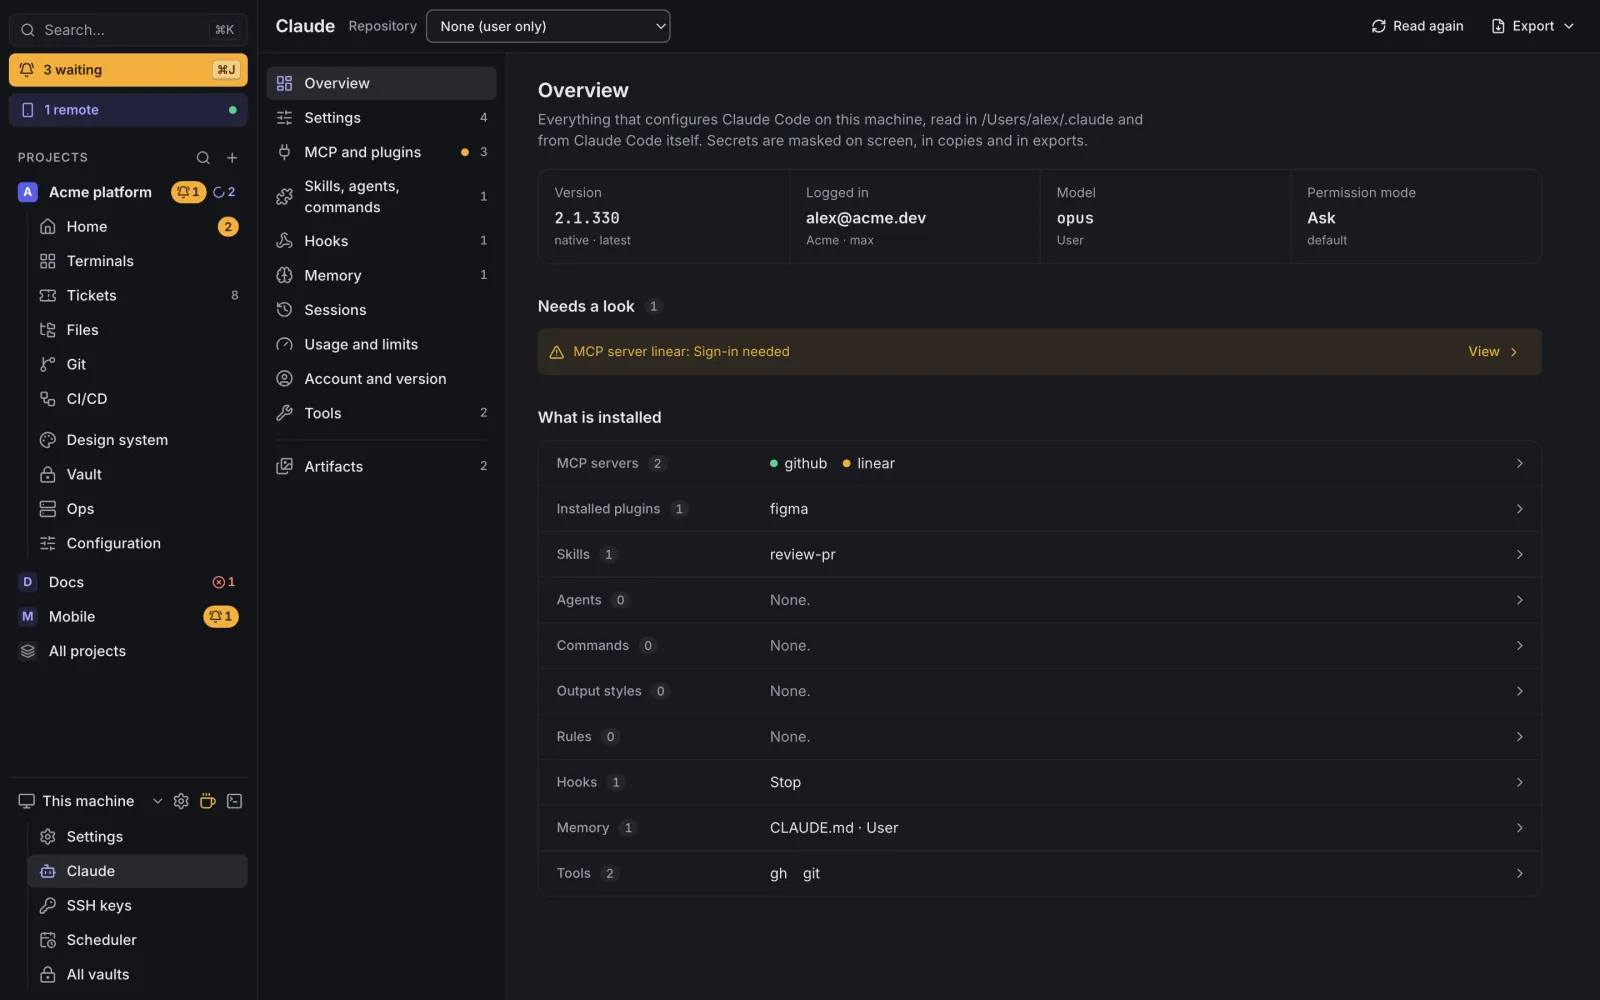 Search...
⌘K
3 waiting
⌘J
1 remote
PROJECTS
A
Acme platform
1
2
Home
2
Terminals
Tickets
8
Files
Git
CI/CD
Design system
Vault
Ops
Configuration
D
Docs
1
M
Mobile
1
All projects
This machine
Settings
Claude
SSH keys
Scheduler
All vaults
Claude
Repository
None (user only)
Read again
Export
Overview
Settings
4
MCP and plugins
3
Skills, agents,
commands
1
Hooks
1
Memory
1
Sessions
Usage and limits
Account and version
Tools
2
Artifacts
2
Overview
Everything that configures Claude Code on this machine, read in /Users/alex/.claude and
from Claude Code itself. Secrets are masked on screen, in copies and in exports.
Version
2.1.330
native · latest
Logged in
alex@acme.dev
Acme · max
Model
opus
User
Permission mode
Ask
default
Needs a look
1
MCP server linear: Sign-in needed
View
What is installed
MCP servers 2 github linear
Installed plugins 1 figma
Skills 1 review-pr
Agents 0 None.
Commands 0 None.
Output styles 0 None.
Rules 0 None.
Hooks 1 Stop
Memory 1 CLAUDE.md · User
Tools 2 gh git